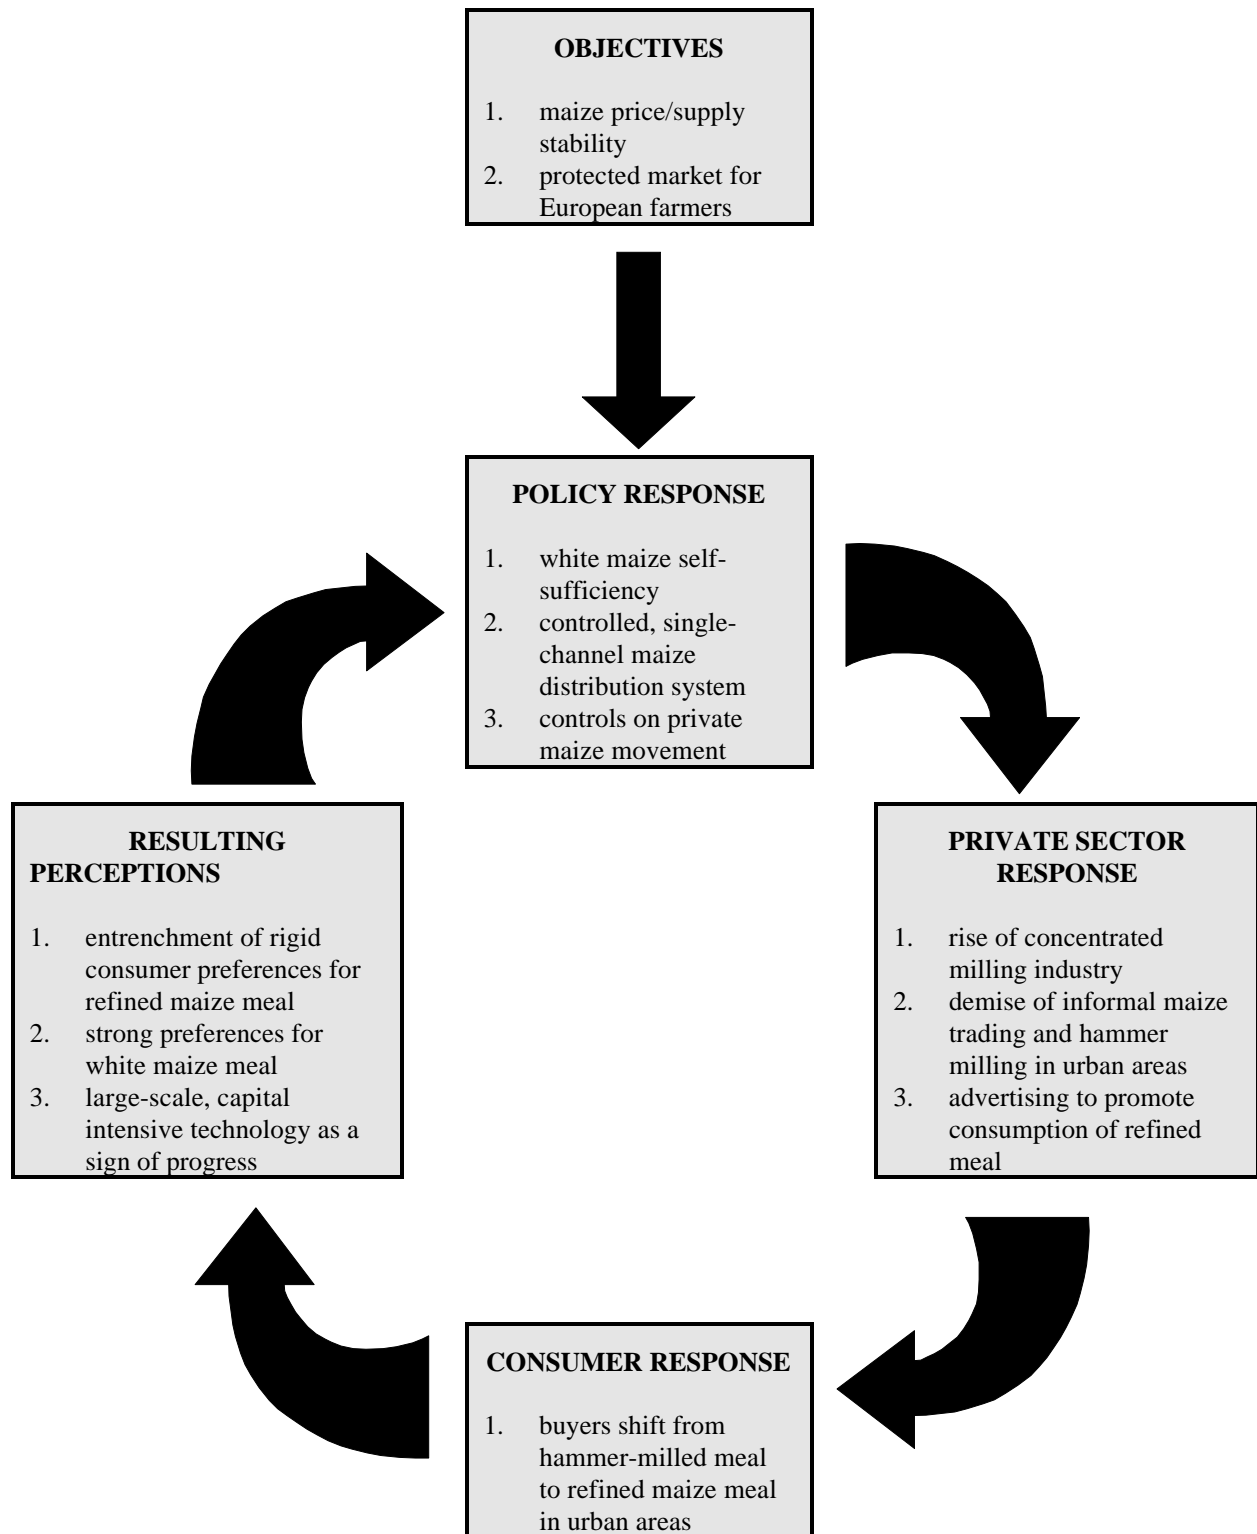 OBJECTIVES
1. maize price/supply
stability
2. protected market for
European farmers
POLICY RESPONSE
1. white maize self-
sufficiency
2. controlled, single-
channel maize
distribution system
3. controls on private
maize movement
RESULTING
PERCEPTIONS
1. entrenchment of rigid
consumer preferences for
refined maize meal
2. strong preferences for
white maize meal
3. large-scale, capital
intensive technology as a
sign of progress
PRIVATE SECTOR
RESPONSE
1. rise of concentrated
milling industry
2. demise of informal maize
trading and hammer
milling in urban areas
3. advertising to promote
consumption of refined
meal
CONSUMER RESPONSE
1. buyers shift from
hammer-milled meal
to refined maize meal
in urban areas